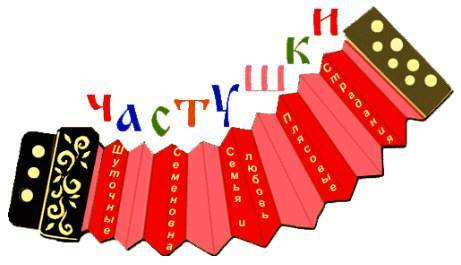 частушки
Шуточные
Семеновна
Семья и
любовь
Плясовые
Страдания